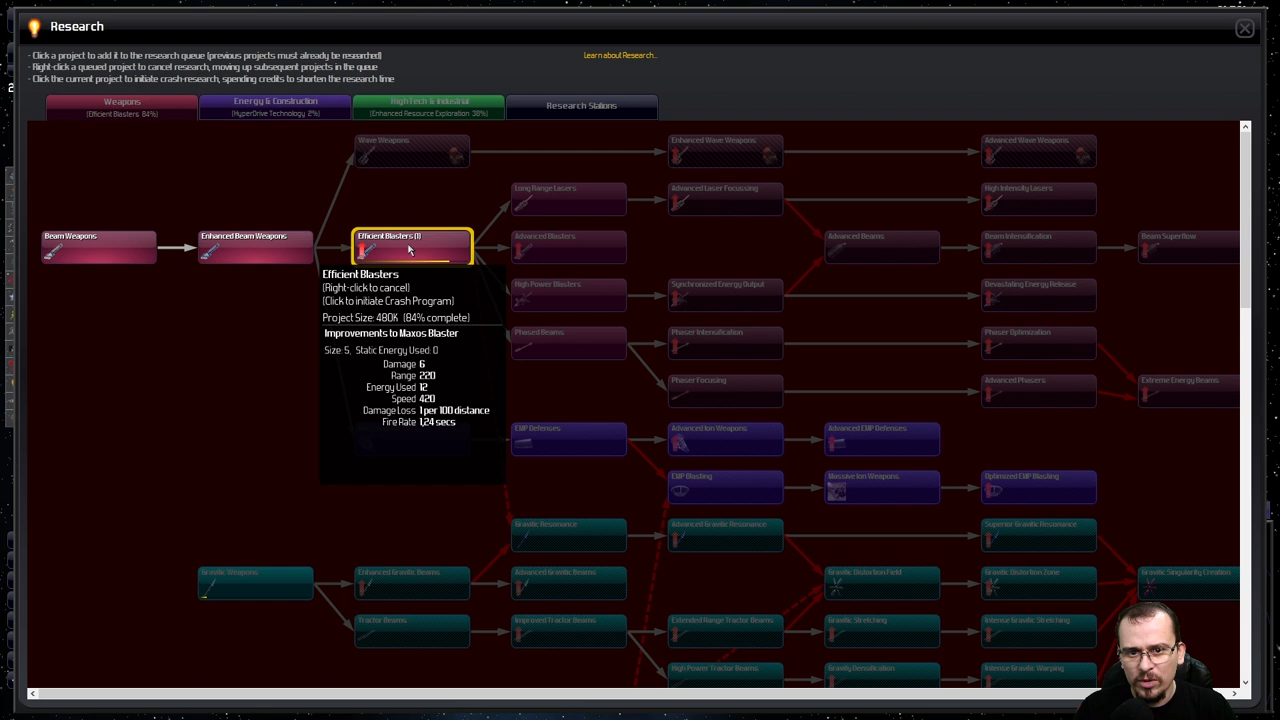 Research
- Click a project to add it to the research queue (previous projects must already be researched)
- Right-click a queued project to cancel research, moving up subsequent projects in the queue
- Click the current project to initiate crash-research, spending credits to shorten the research time
Learn about Research...
Weapons
(Efficient Blasters 84%)
Energy & Construction
(HyperDrive Technology 2%)
HighTech & Industrial
(Enhanced Resource Exploration 38%)
Research Stations
Wave Weapons
Enhanced Wave Weapons
Advanced Wave Weapons
Long Range Lasers
Advanced Laser Focussing
High Intensity Lasers
Beam Weapons
Enhanced Beam Weapons
Efficient Blasters (1)
Advanced Blasters
Advanced Beams
Beam Intensification
Beam Superflow
Efficient Blasters
(Right-click to cancel)
(Click to initiate Crash Program)
Project Size: 480K (84% complete)
Improvements to Maxos Blaster
Size 5, Static Energy Used: 0
Damage 6
Range 220
Energy Used 12
Speed 420
Damage Loss 1 per 100 distance
Fire Rate 1,24 secs
High Power Blasters
Synchronized Energy Output
Devastating Energy Release
Phased Beams
Phaser Intensification
Phaser Optimization
Phaser Focusing
Advanced Phasers
Extreme Energy Beams
EMP Defenses
Advanced Ion Weapons
Advanced EMP Defenses
EMP Blasting
Massive Ion Weapons
Optimized EMP Blasting
Gravitic Resonance
Advanced Gravitic Resonance
Superior Gravitic Resonance
Gravitic Weapons
Enhanced Gravitic Beams
Advanced Gravitic Beams
Gravitic Distortion Field
Gravitic Distortion Zone
Gravitic Singularity Creation
Tractor Beams
Improved Tractor Beams
Extended Range Tractor Beams
Gravitic Stretching
Intense Gravitic Stretching
High Power Tractor Beams
Gravity Densification
Intense Gravitic Warping